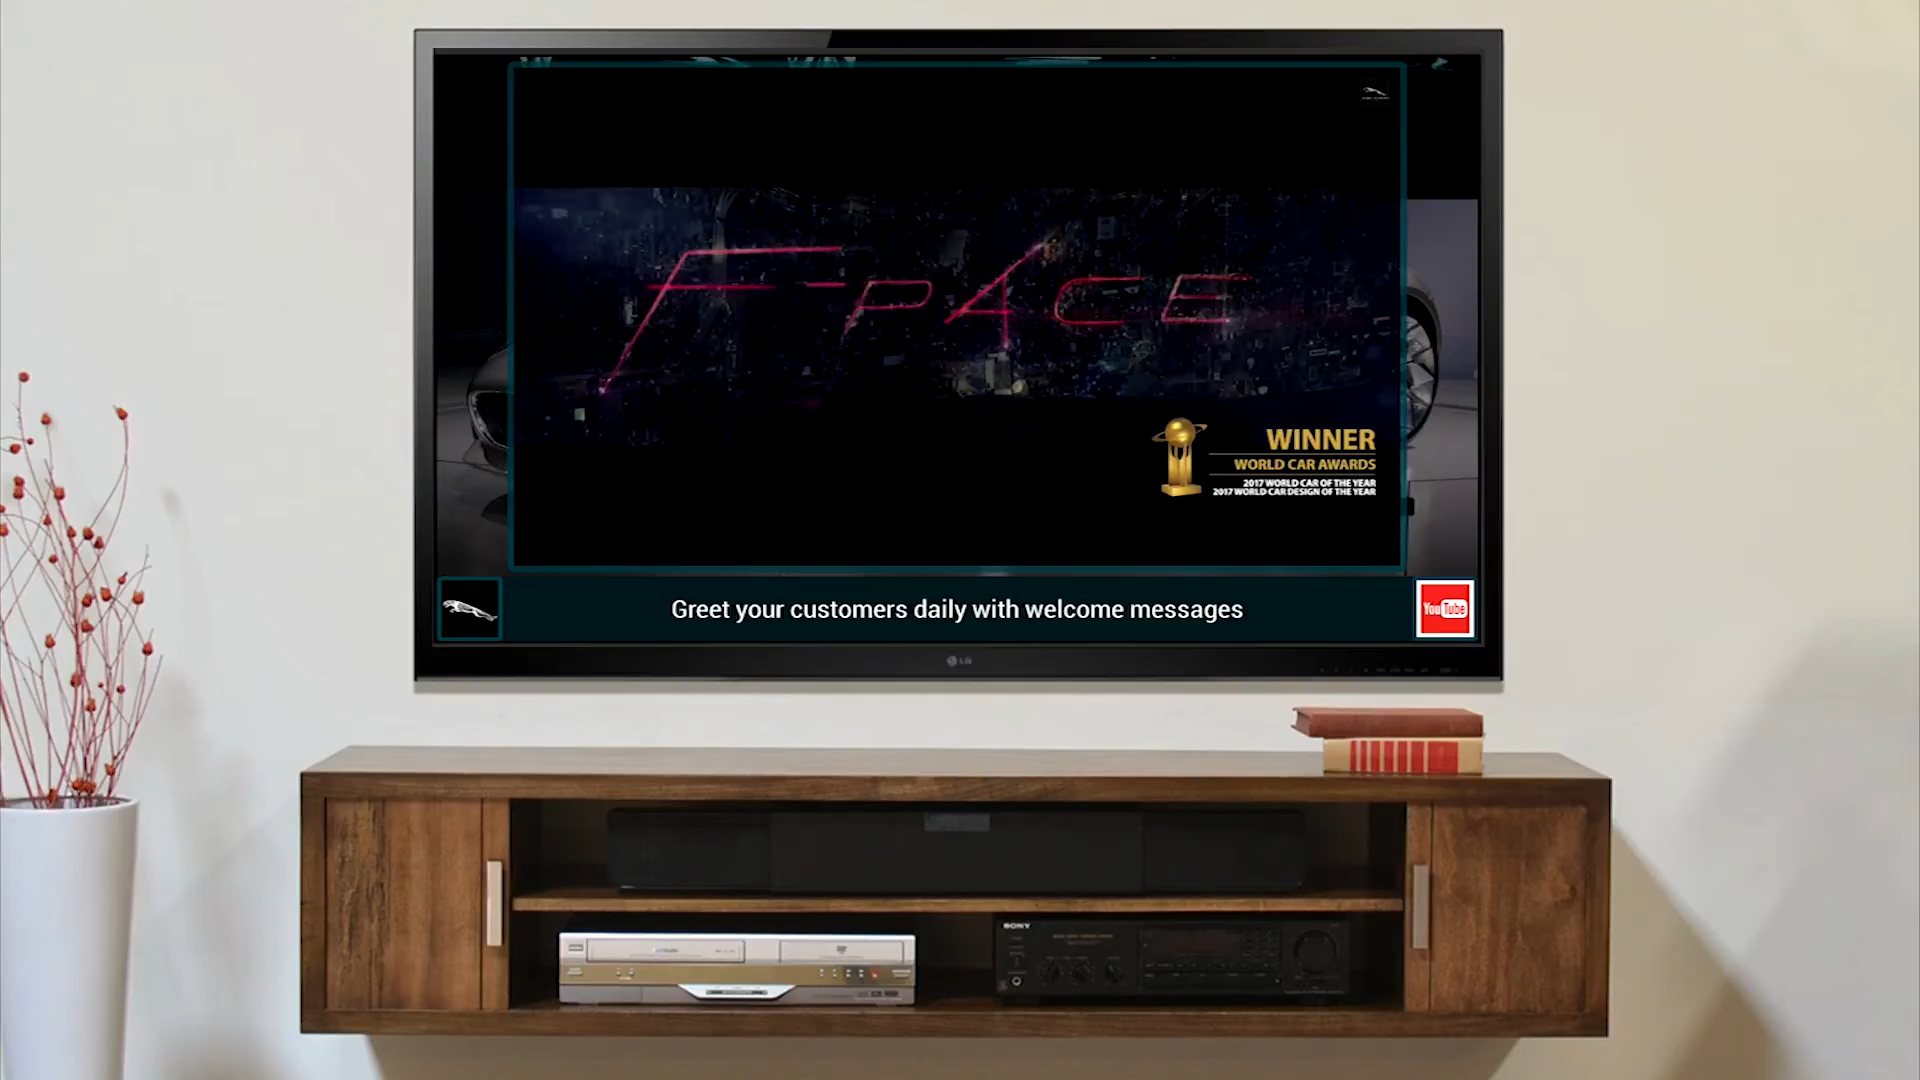 F-PACE
WINNER
WORLD CAR AWARDS
2017 WORLD CAR OF THE YEAR
2017 WORLD CAR DESIGN OF THE YEAR
Greet your customers daily with welcome messages
YouTube
LG
SONY